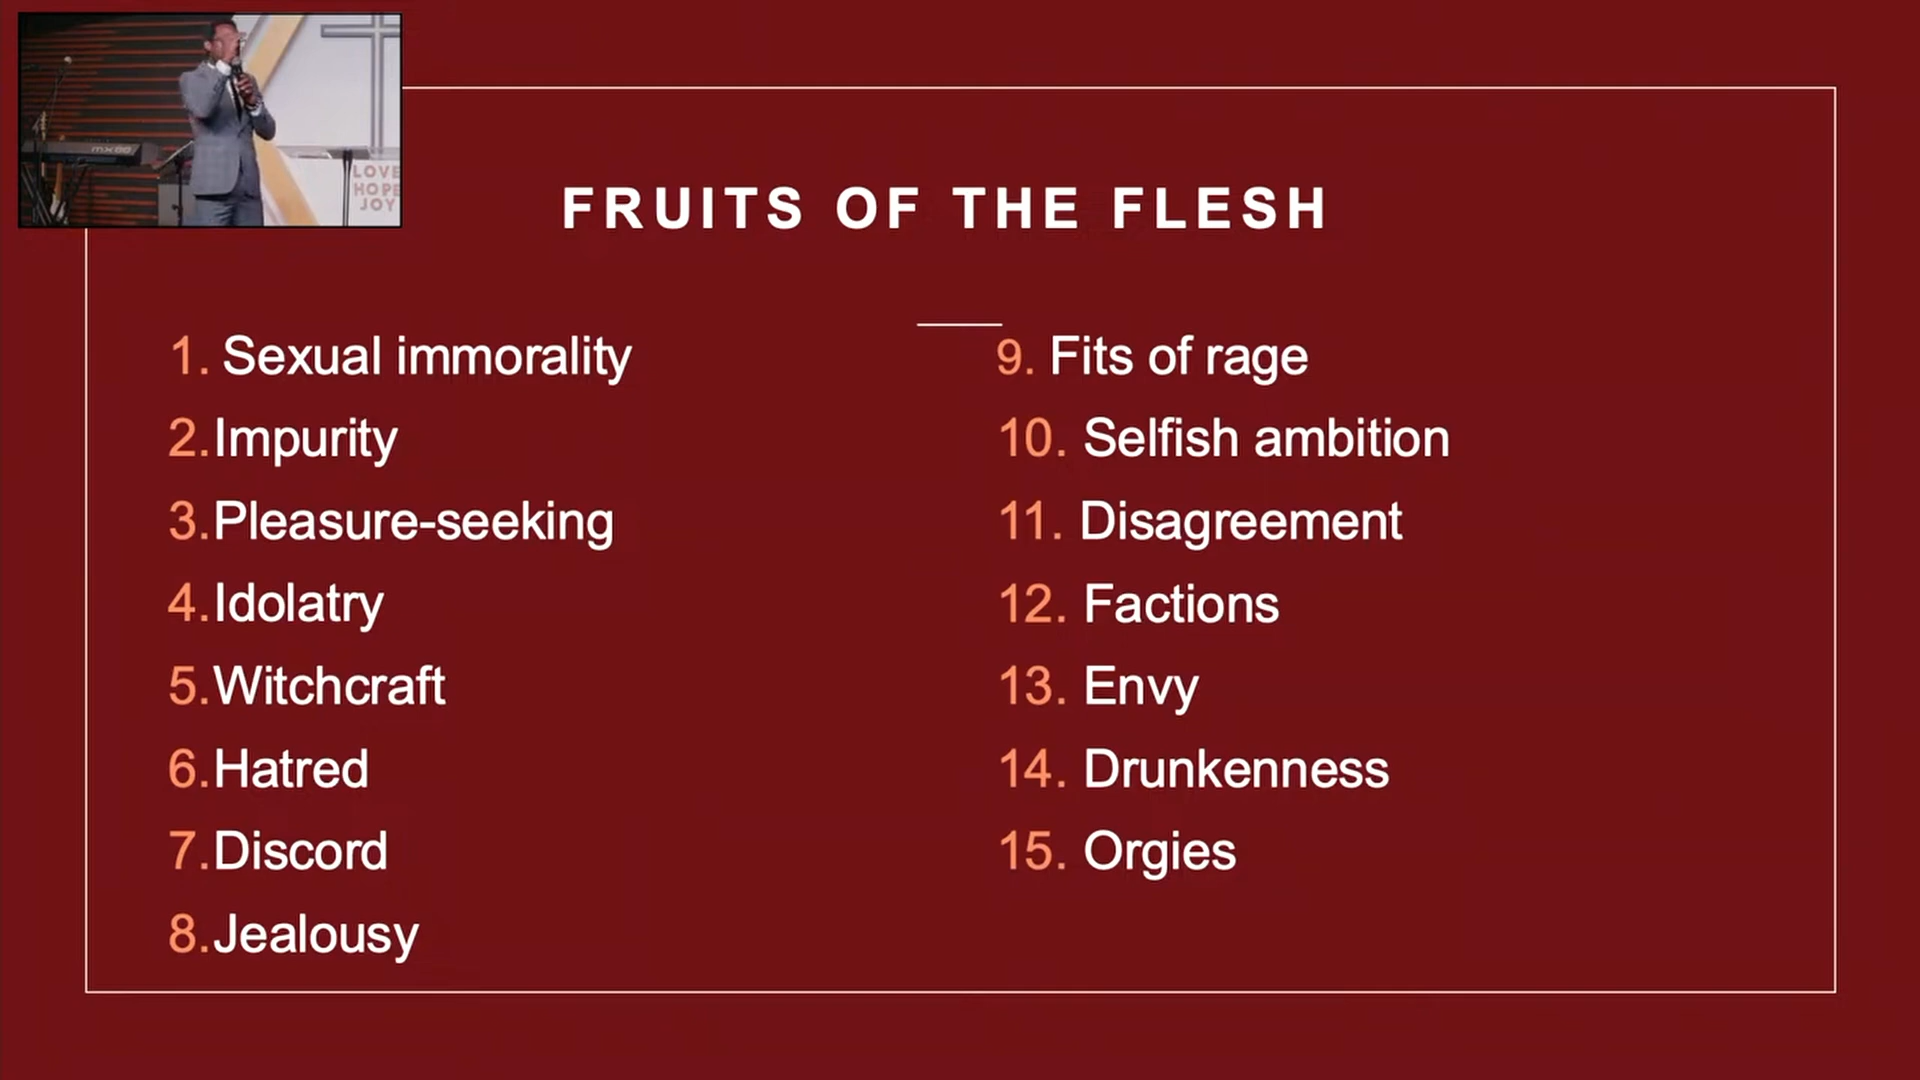 mx88
LOVE
HOPE
JOY
FRUITS OF THE FLESH
1. Sexual immorality
2. Impurity
3. Pleasure-seeking
4. Idolatry
5. Witchcraft
6. Hatred
7. Discord
8. Jealousy
9. Fits of rage
10. Selfish ambition
11. Disagreement
12. Factions
13. Envy
14. Drunkenness
15. Orgies